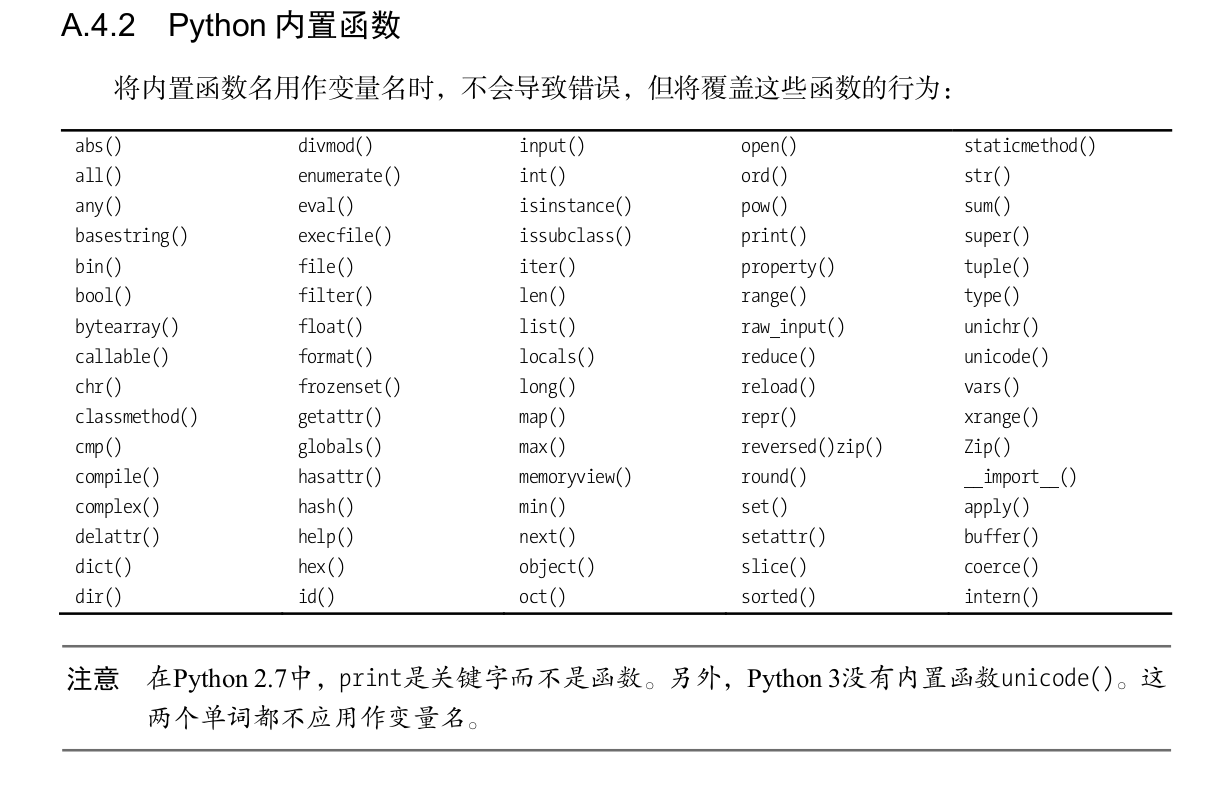 A.4.2 Python 内置函数
将内置函数名用作变量名时，不会导致错误，但将覆盖这些函数的行为：
abs() divmod() input() open() staticmethod()
all() enumerate() int() ord() str()
any() eval() isinstance() pow() sum()
basestring() execfile() issubclass() print() super()
bin() file() iter() property() tuple()
bool() filter() len() range() type()
bytearray() float() list() raw_input() unichr()
callable() format() locals() reduce() unicode()
chr() frozenset() long() reload() vars()
classmethod() getattr() map() repr() xrange()
cmp() globals() max() reversed()zip() Zip()
compile() hasattr() memoryview() round() __import__()
complex() hash() min() set() apply()
delattr() help() next() setattr() buffer()
dict() hex() object() slice() coerce()
dir() id() oct() sorted() intern()
注意 在Python 2.7中，print是关键字而不是函数。另外，Python 3没有内置函数unicode()。这
两个单词都不应用作变量名。